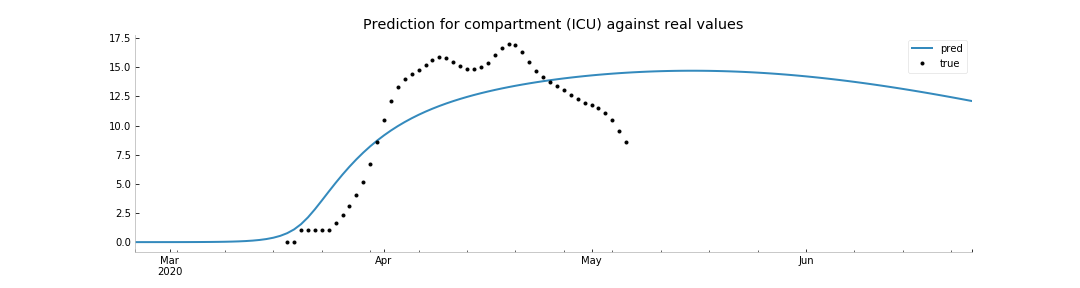 Prediction for compartment (ICU) against real values
17.5
15.0
12.5
10.0
7.5
5.0
2.5
0.0
pred
true
Mar
2020
Apr
May
Jun